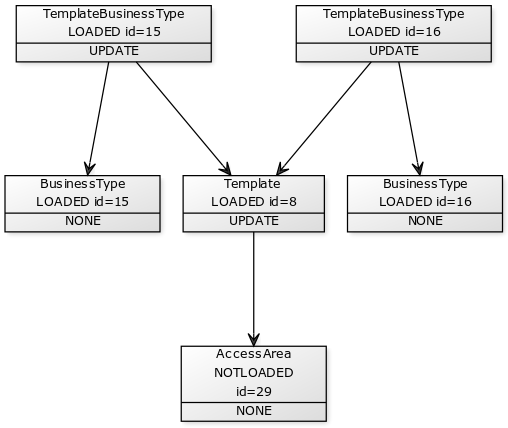 TemplateBusinessType
LOADED id=15
UPDATE
TemplateBusinessType
LOADED id=16
UPDATE
BusinessType
LOADED id=15
NONE
Template
LOADED id=8
UPDATE
BusinessType
LOADED id=16
NONE
AccessArea
NOTLOADED
id=29
NONE